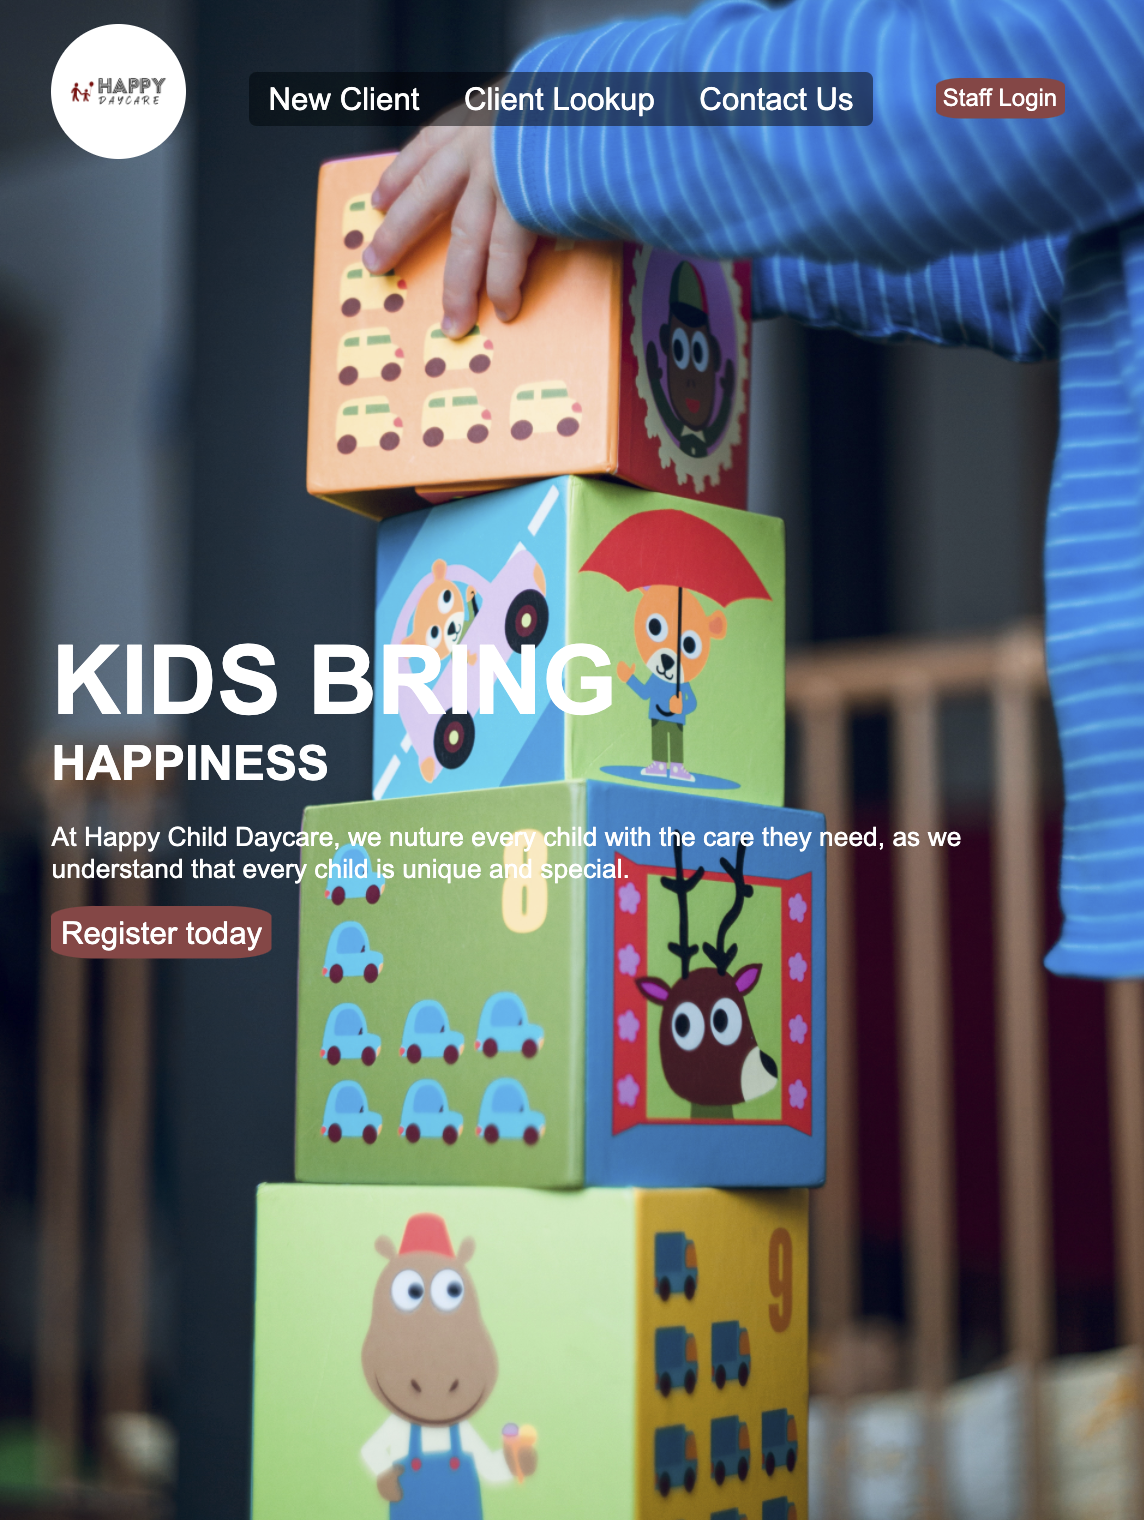 HAPPY
DAYCARE
New Client Client Lookup Contact Us Staff Login
KIDS BRING
HAPPINESS
At Happy Child Daycare, we nuture every child with the care they need, as we
understand that every child is unique and special.
Register today
8
9